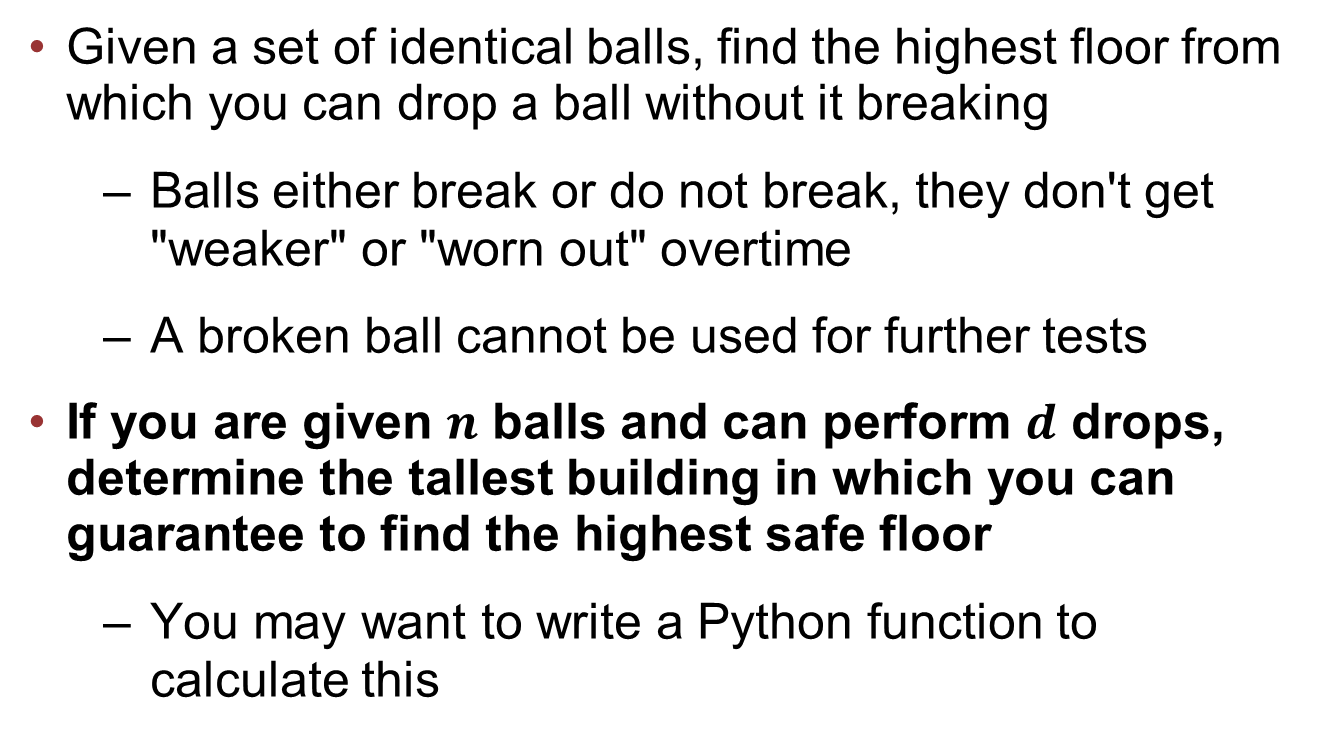 • Given a set of identical balls, find the highest floor from
which you can drop a ball without it breaking
– Balls either break or do not break, they don't get
"weaker" or "worn out" overtime
– A broken ball cannot be used for further tests
• If you are given n balls and can perform d drops,
determine the tallest building in which you can
guarantee to find the highest safe floor
– You may want to write a Python function to
calculate this